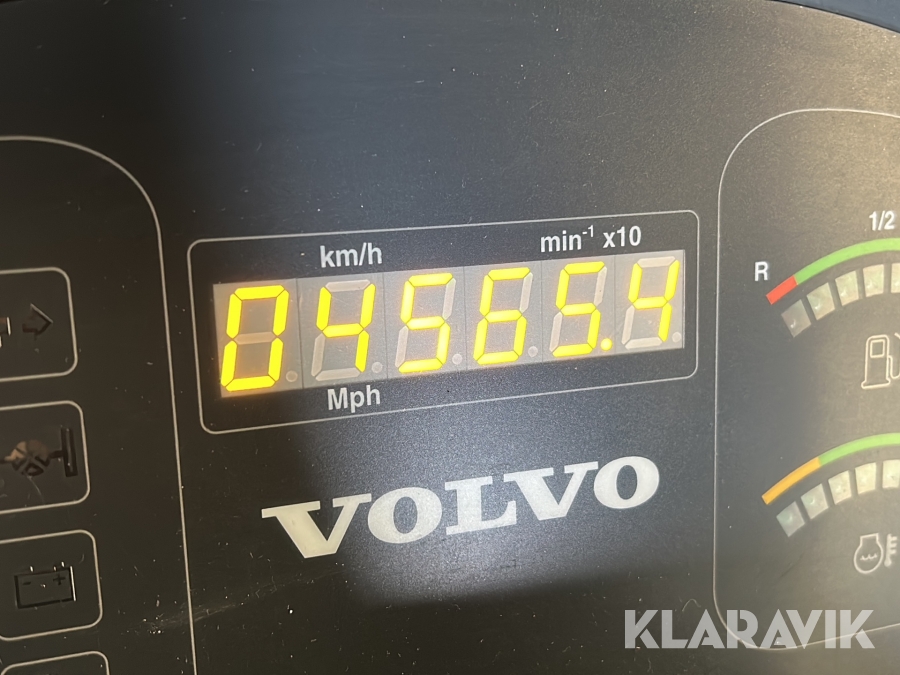 1/2
km/h min⁻¹ x10
R
04565.4
Mph
VOLVO
- +
KLARAVIK